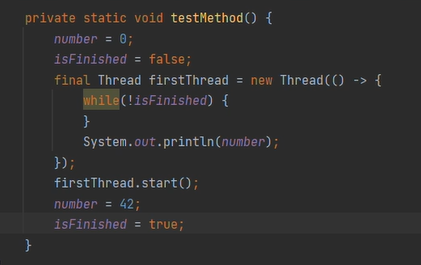 private static void testMethod() {
    number = 0;
    isFinished = false;
    final Thread firstThread = new Thread(() -> {
        while(!isFinished) {
        }
        System.out.println(number);
    });
    firstThread.start();
    number = 42;
    isFinished = true;
}